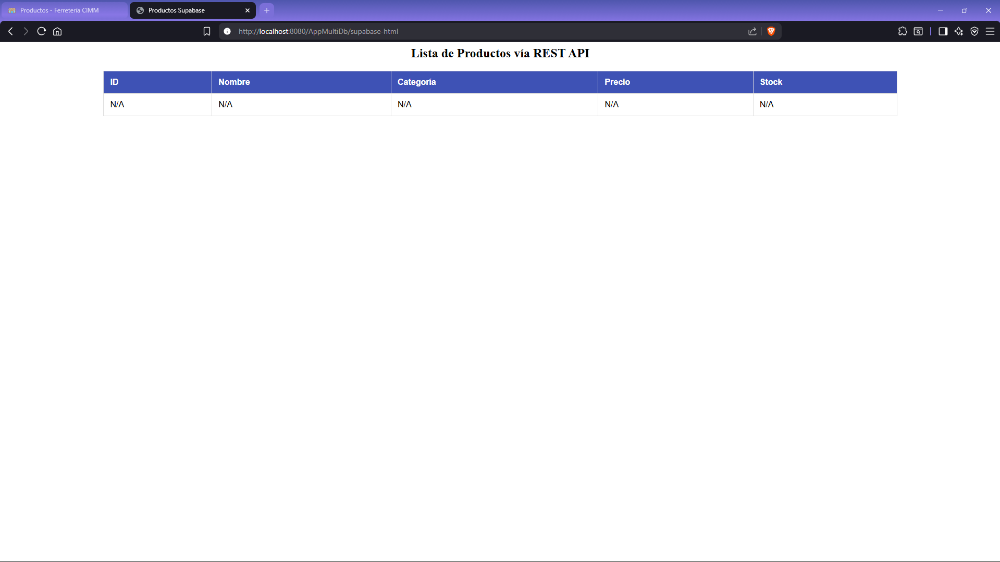 Productos - Ferretería CIMM
Productos Supabase
http://localhost:8080/AppMultiDb/supabase-html
Lista de Productos vía REST API
ID Nombre Categoría Precio Stock
N/A N/A N/A N/A N/A